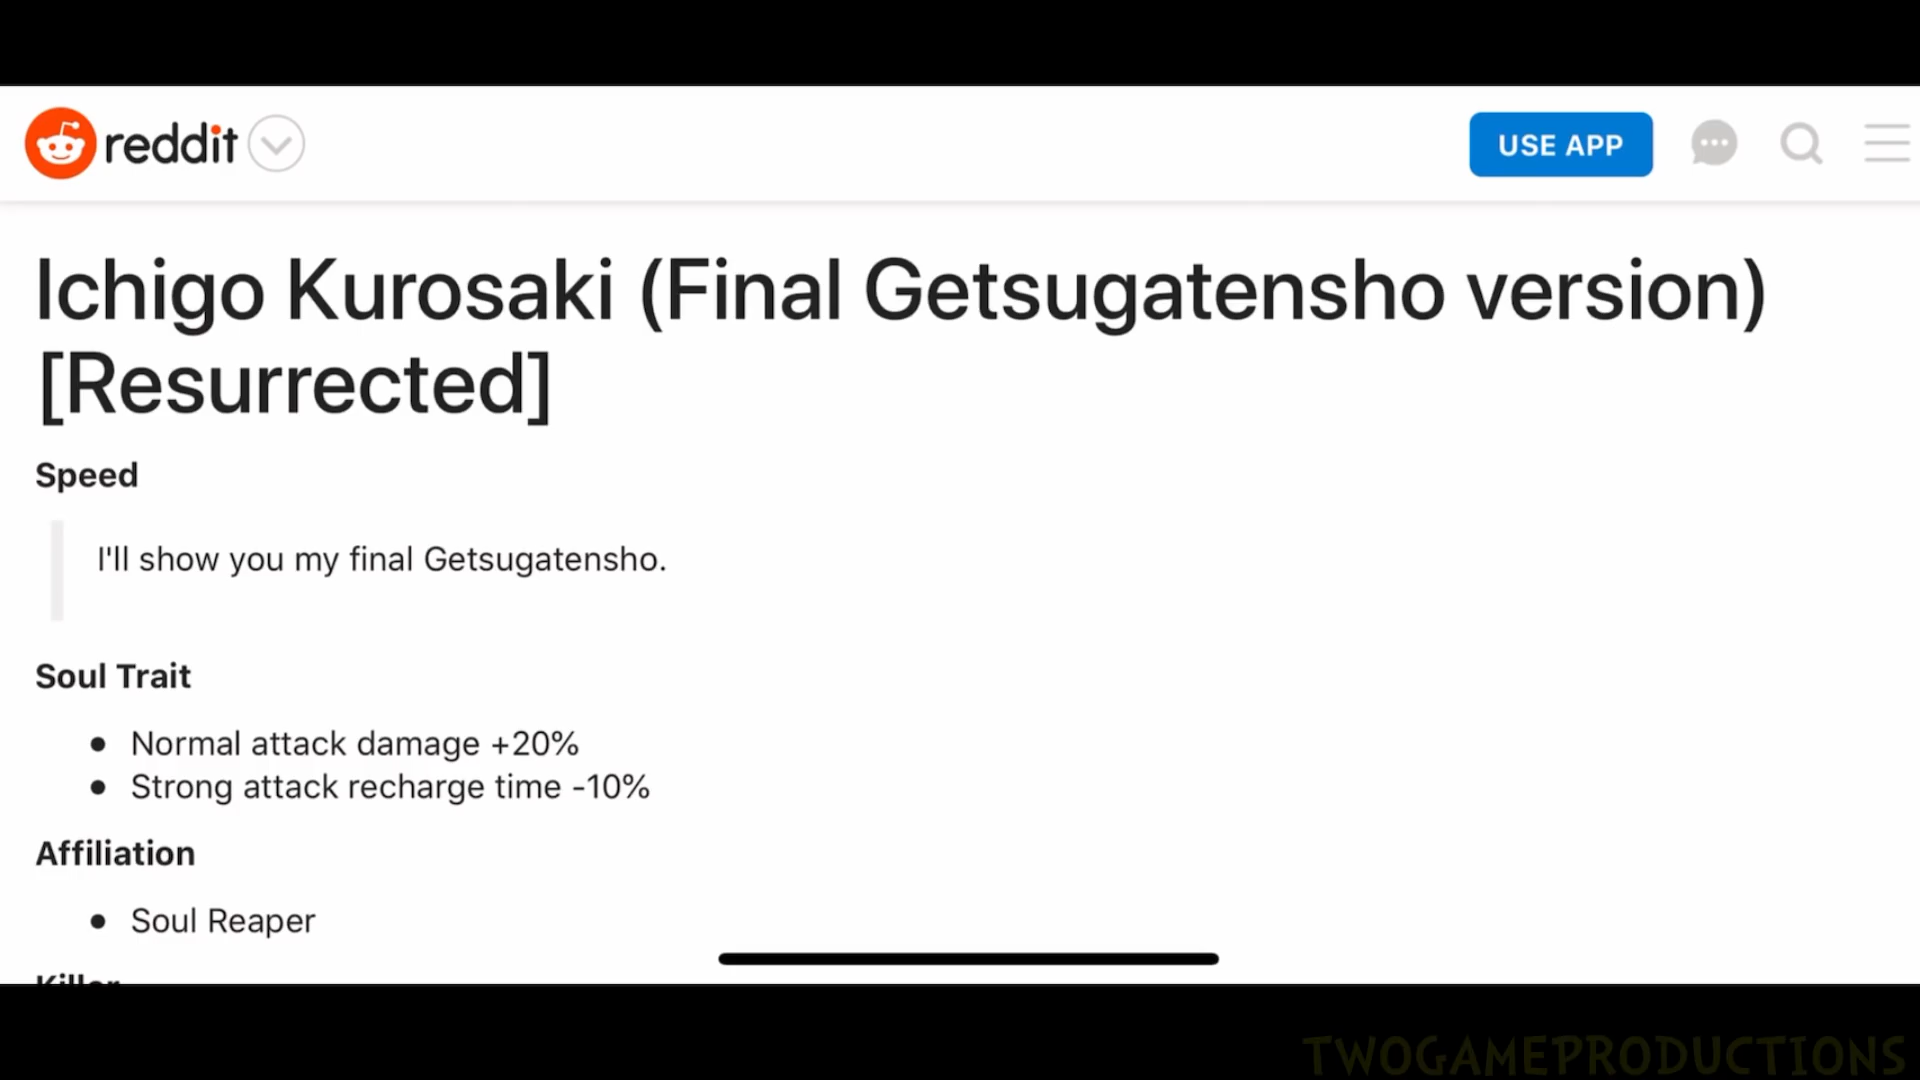 reddit
USE APP
Ichigo Kurosaki (Final Getsugatensho version)
[Resurrected]
Speed
I'll show you my final Getsugatensho.
Soul Trait
Normal attack damage +20%
Strong attack recharge time -10%
Affiliation
Soul Reaper
Killer
TWOGAMEPRODUCTIONS